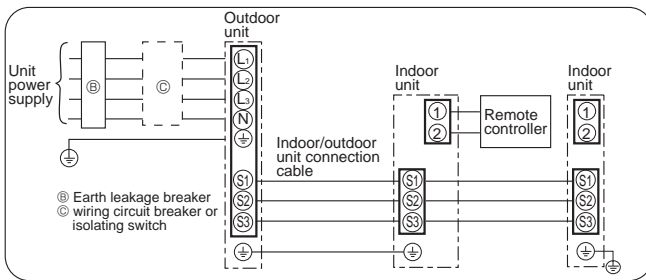 Unit
power
supply
Ⓑ
Ⓒ
Outdoor
unit
L1
L2
L3
N
S1
S2
S3
Ⓑ Earth leakage breaker
Ⓒ wiring circuit breaker or
isolating switch
Indoor/outdoor
unit connection
cable
Indoor
unit
1
2
Remote
controller
S1
S2
S3
Indoor
unit
1
2
S1
S2
S3